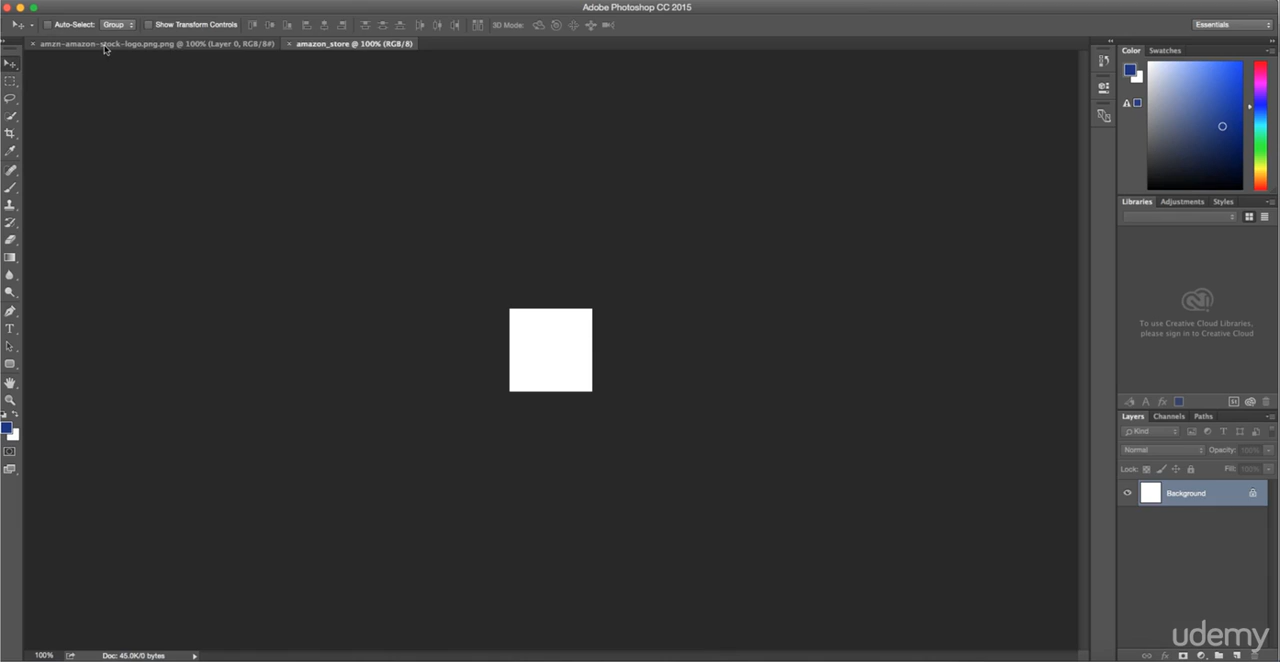 Adobe Photoshop CC 2015
Auto-Select: Group Show Transform Controls 3D Mode: Essentials
× amzn-amazon-stock-logo.png.png @ 100% (Layer 0, RGB/8#) × amazon_store @ 100% (RGB/8)
Color Swatches
Libraries Adjustments Styles
To use Creative Cloud Libraries,
please sign in to Creative Cloud
Layers Channels Paths
Kind
Normal Opacity: 100%
Lock: Fill: 100%
Background
udemy
100% Doc: 45.0K/0 bytes